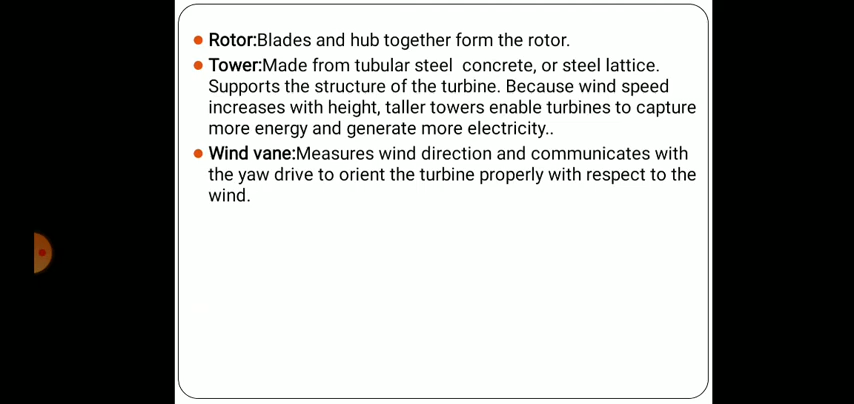 Rotor:Blades and hub together form the rotor.
Tower:Made from tubular steel  concrete, or steel lattice.
Supports the structure of the turbine. Because wind speed
increases with height, taller towers enable turbines to capture
more energy and generate more electricity..
Wind vane:Measures wind direction and communicates with
the yaw drive to orient the turbine properly with respect to the
wind.